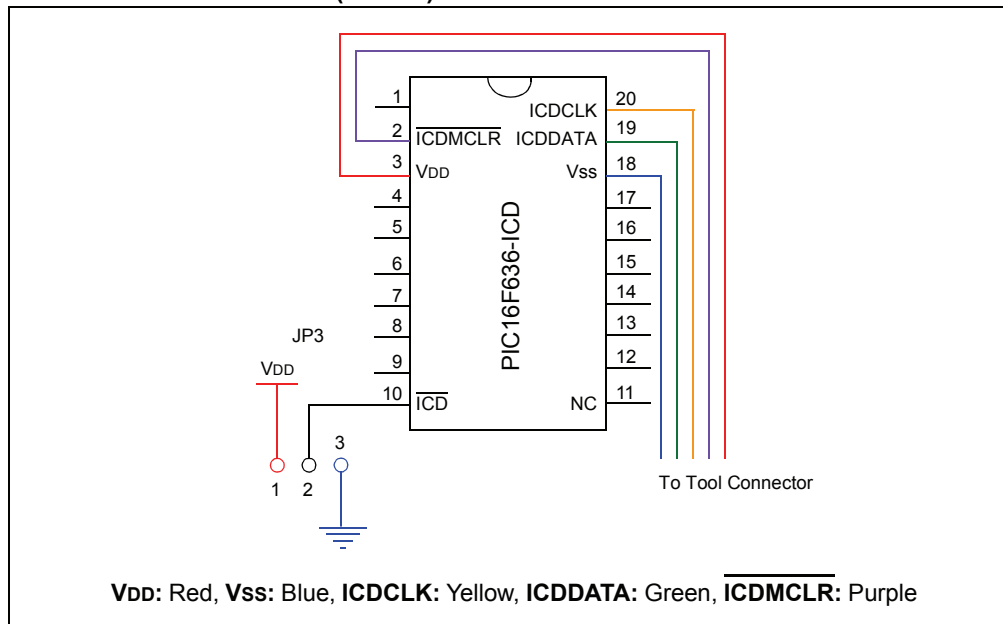 1
2
3
4
5
6
7
8
9
10
ICDMCLR
VDD
ICD
PIC16F636-ICD
ICDCLK
ICDDATA
Vss
NC
20
19
18
17
16
15
14
13
12
11
JP3
VDD
1
2
3
To Tool Connector
VDD: Red, Vss: Blue, ICDCLK: Yellow, ICDDATA: Green, ICDMCLR: Purple